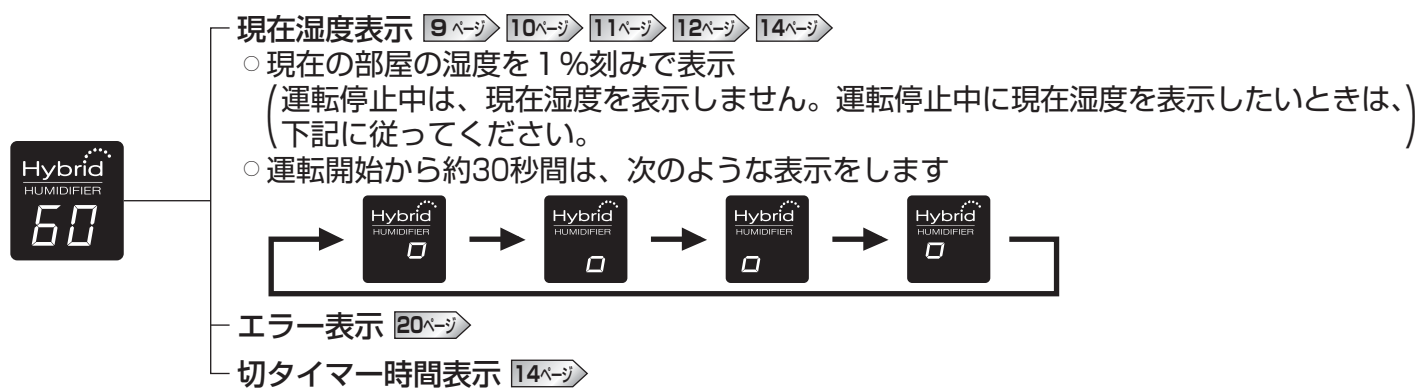 現在湿度表示 9ページ 10ページ 11ページ 12ページ 14ページ
○現在の部屋の湿度を1%刻みで表示
(運転停止中は、現在湿度を表示しません。運転停止中に現在湿度を表示したいときは、
下記に従ってください。)
Hybrid
HUMIDIFIER
60
○運転開始から約30秒間は、次のような表示をします
Hybrid
HUMIDIFIER
Hybrid
HUMIDIFIER
Hybrid
HUMIDIFIER
Hybrid
HUMIDIFIER
エラー表示 20ページ
切タイマー時間表示 14ページ